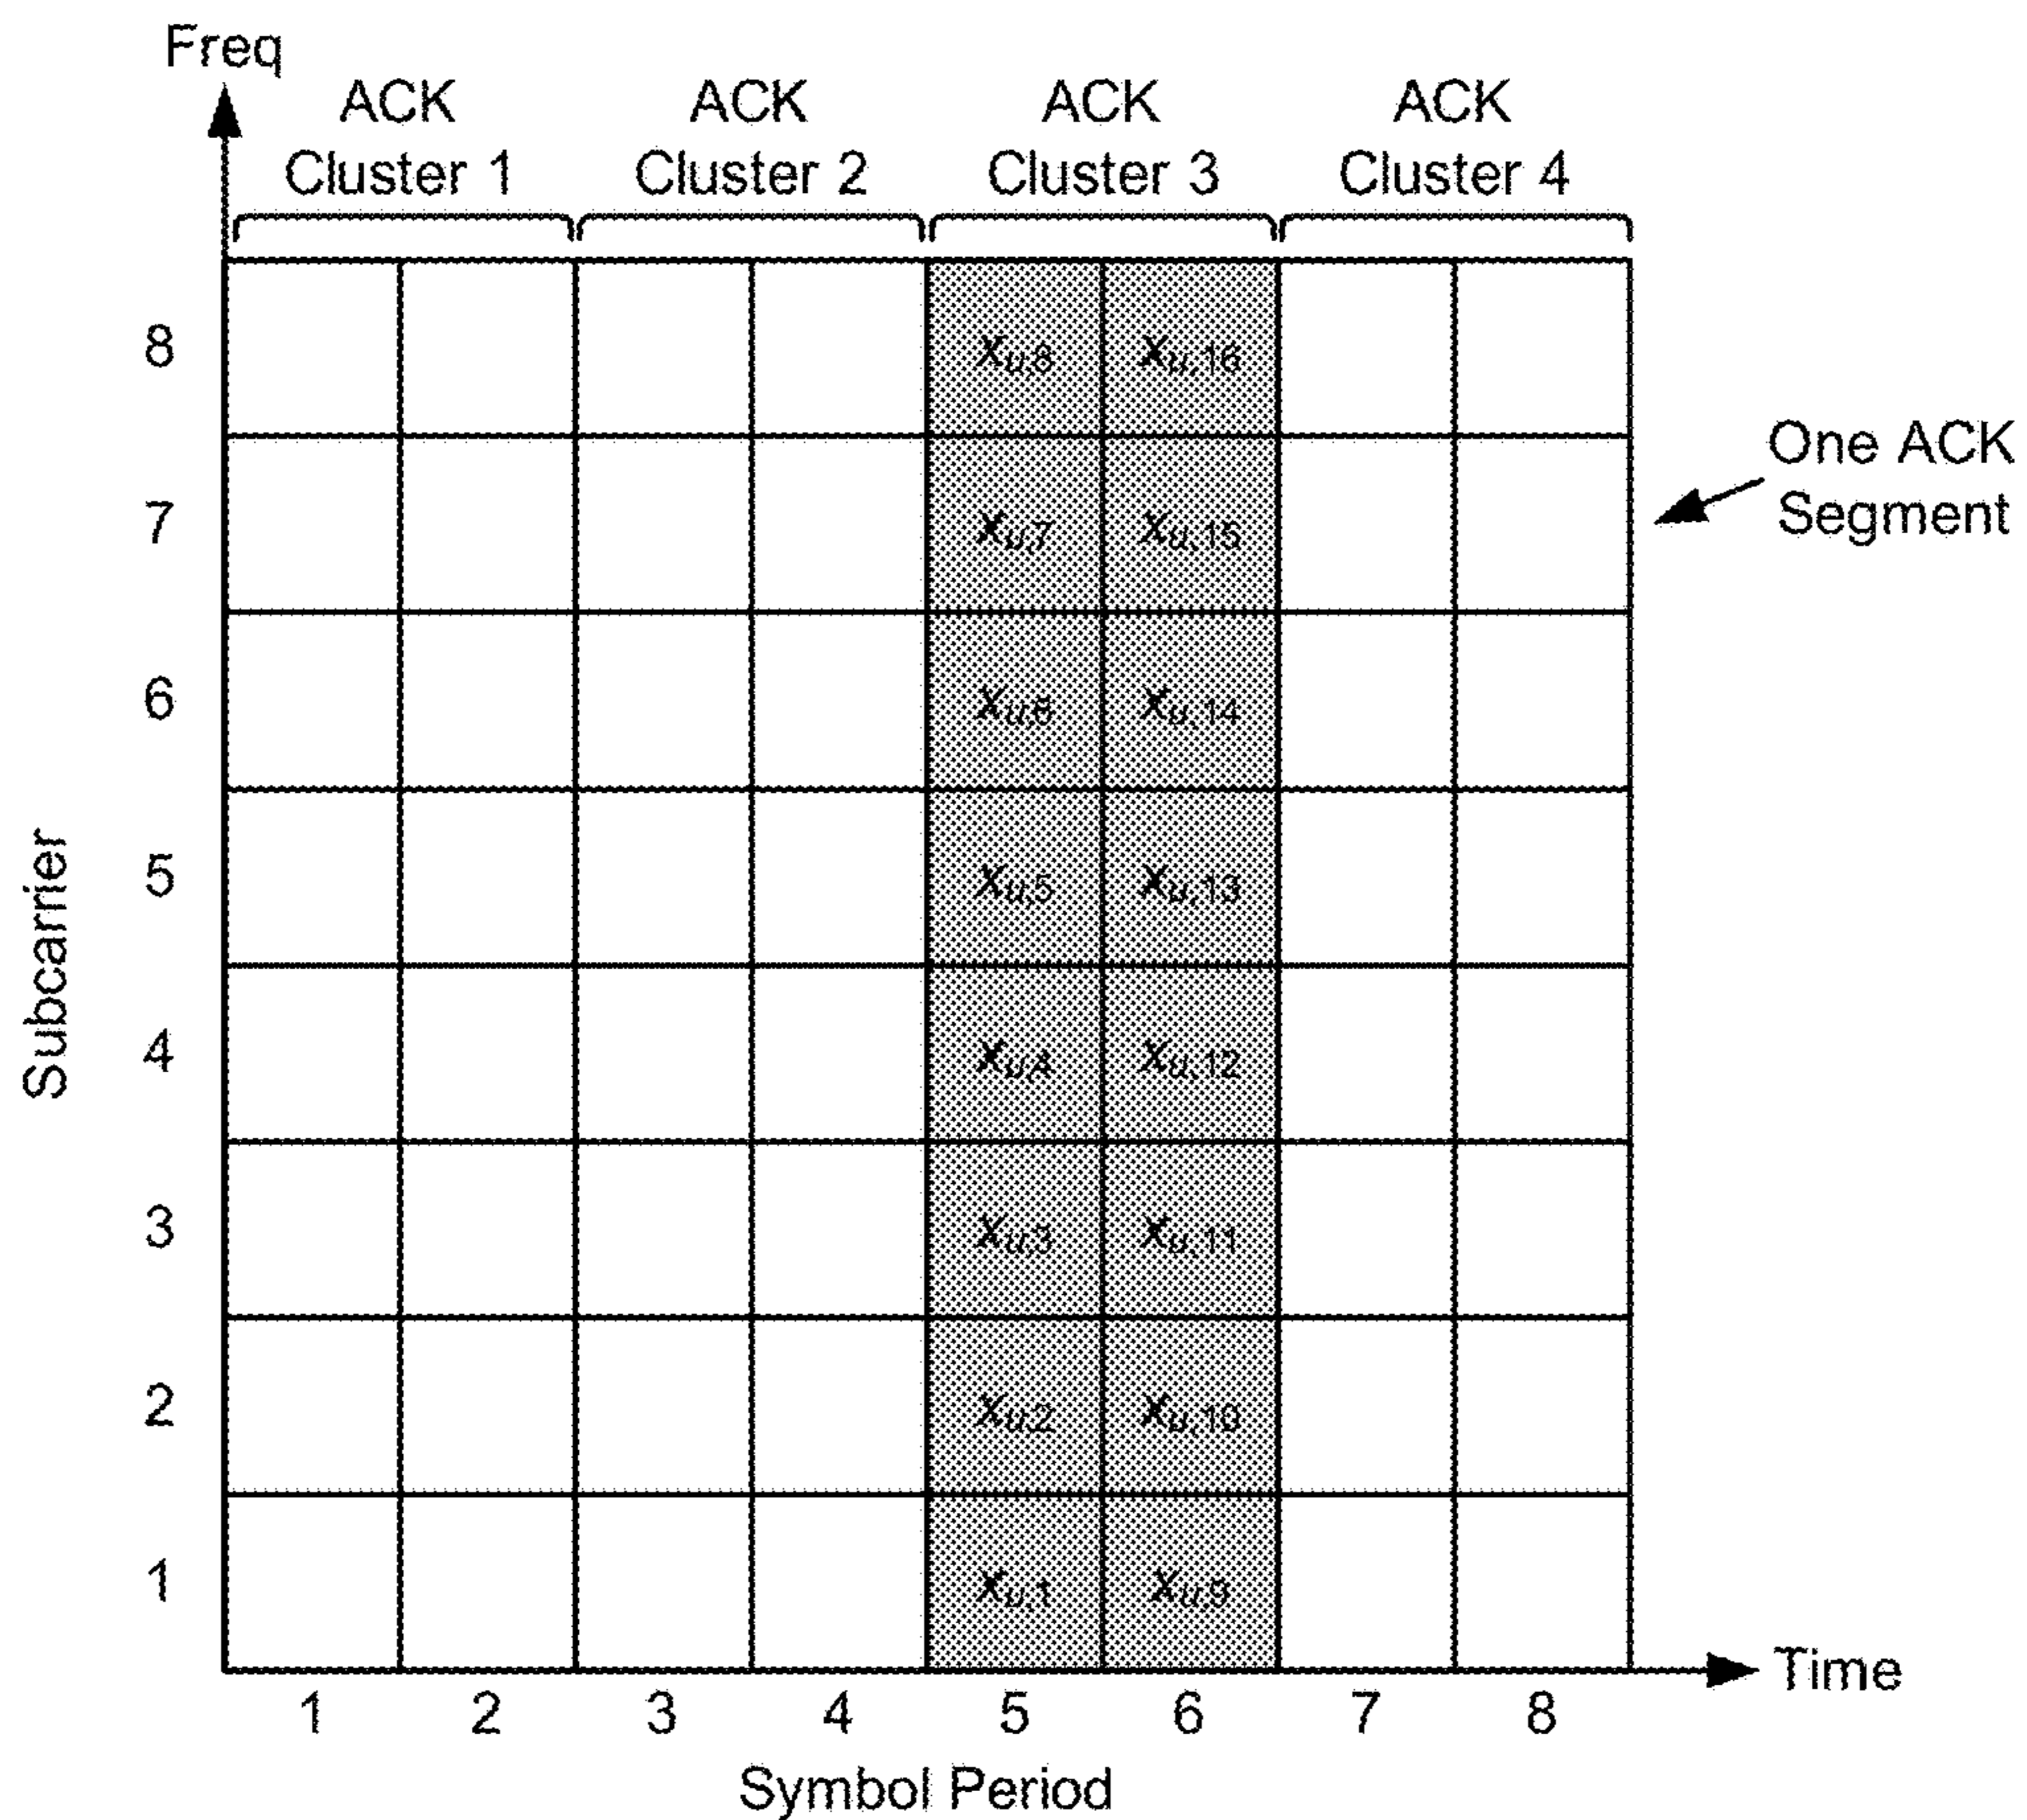 Freq
ACK Cluster 1
ACK Cluster 2
ACK Cluster 3
ACK Cluster 4
8
Xu,8
Xu,16
One ACK Segment
7
Xu,7
Xu,15
6
Xu,6
Xu,14
Subcarrier
5
Xu,5
Xu,13
4
Xu,4
Xu,12
3
Xu,3
Xu,11
2
Xu,2
Xu,10
1
Xu,1
Xu,9
Time
1 2 3 4 5 6 7 8
Symbol Period